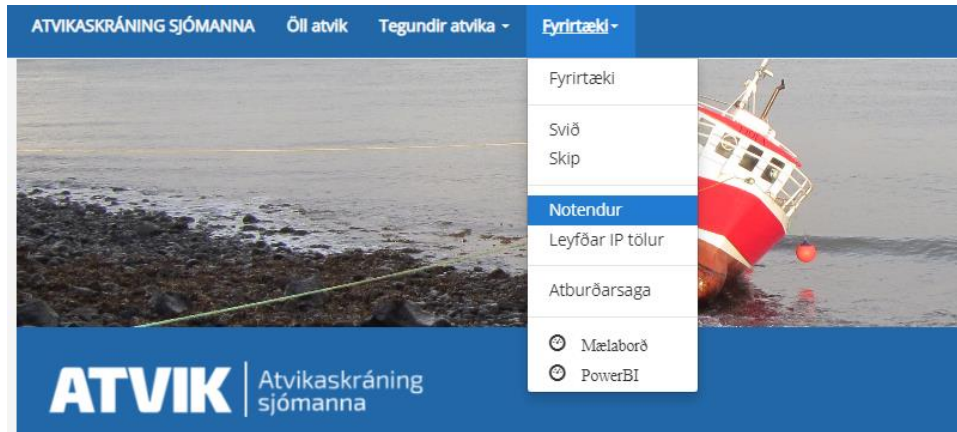 ATVIKASKRÁNING SJÓMANNA Öll atvik Tegundir atvika Fyrirtæki
Fyrirtæki
Svið
Skip
Notendur
Leyfðar IP tölur
Atburðarsaga
Mælaborð
PowerBI
ATVIK Atvikaskráning
sjómanna